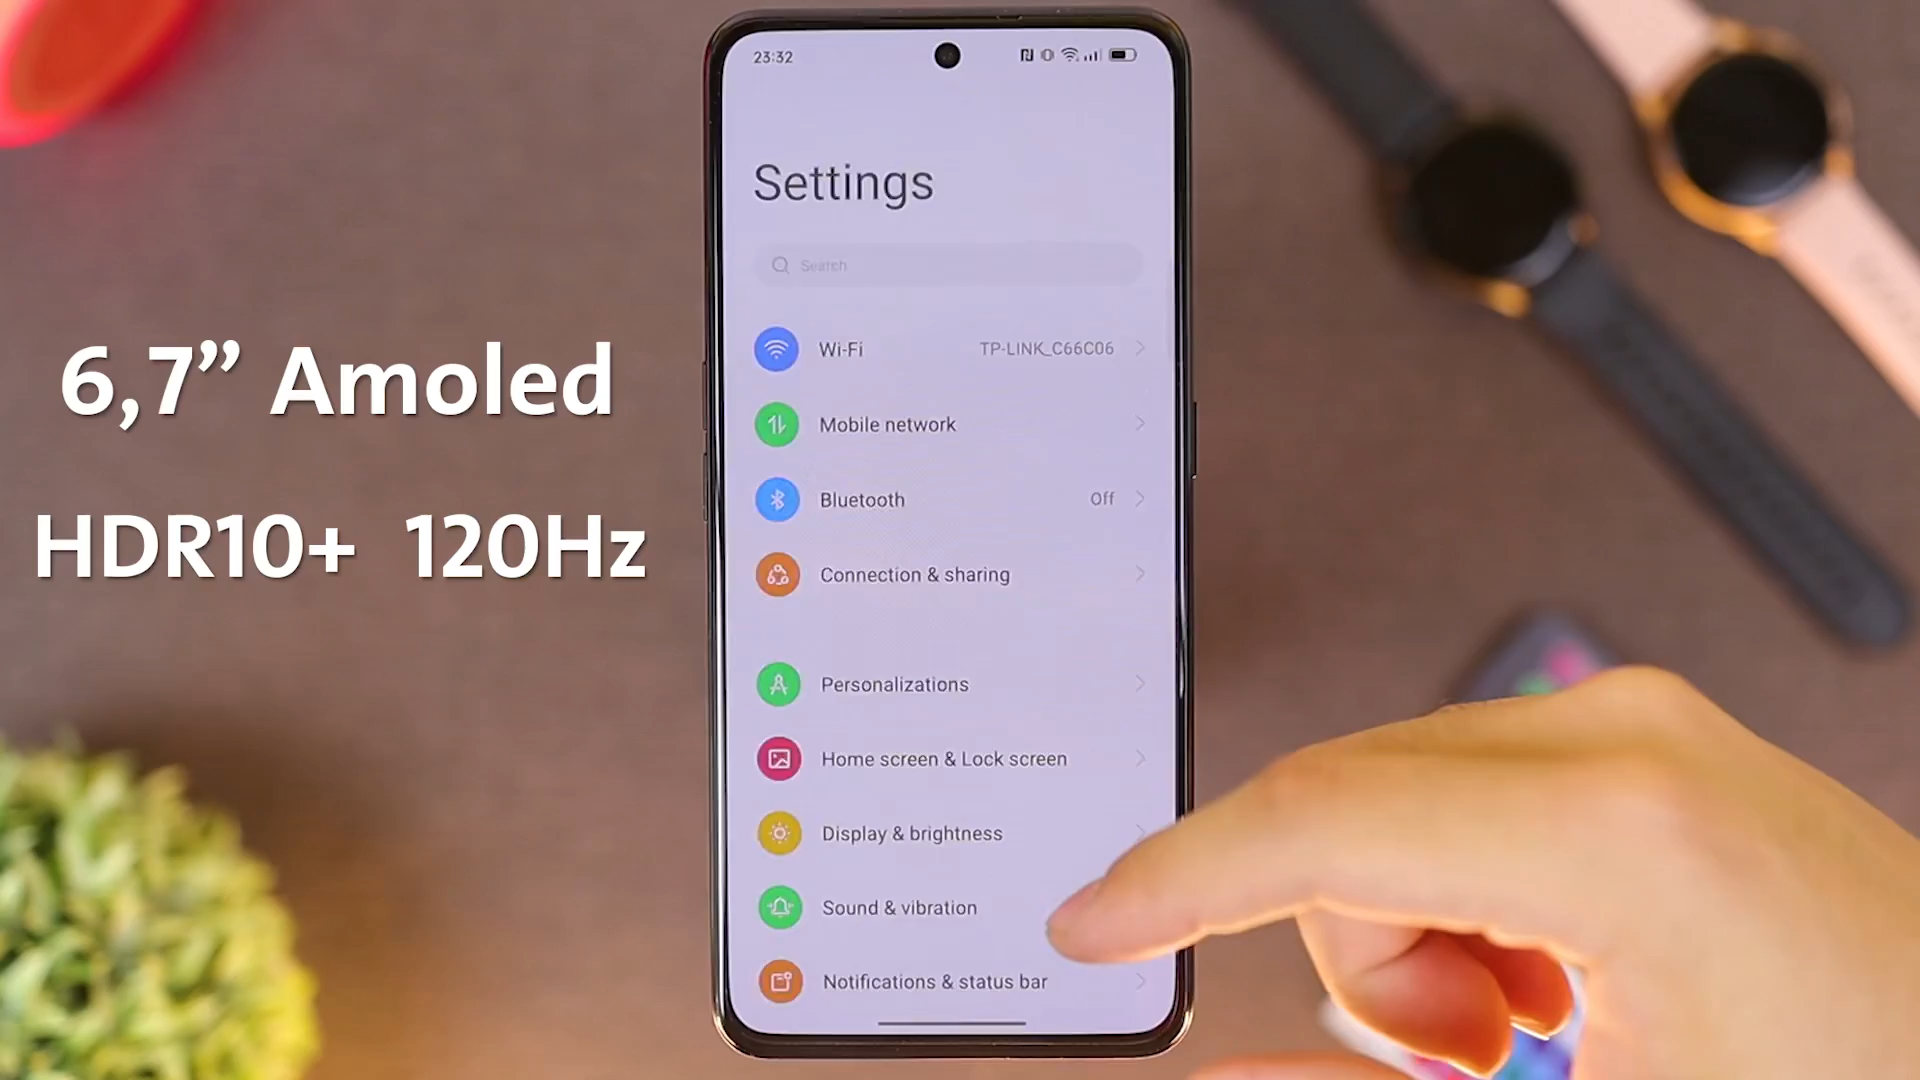 6,7” Amoled
HDR10+ 120Hz
23:32
Settings
Search
Wi-Fi TP-LINK_C66C06
Mobile network
Bluetooth Off
Connection & sharing
Personalizations
Home screen & Lock screen
Display & brightness
Sound & vibration
Notifications & status bar